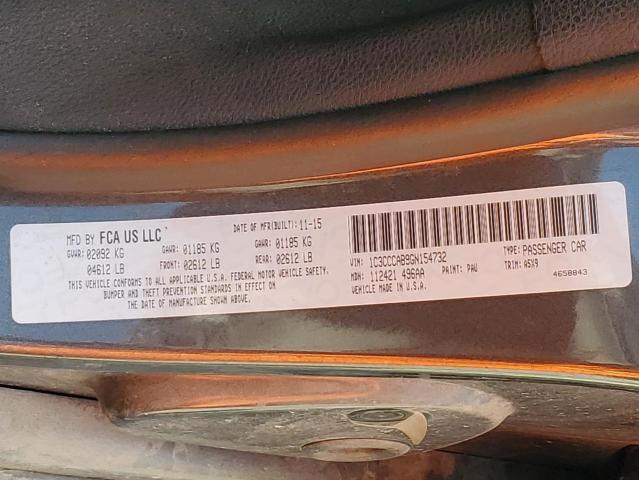 MFD BY FCA US LLC
DATE OF MFR(BUILT): 11-15
GVWR: 02092 KG GAWR: 01185 KG GAWR: 01185 KG
04612 LB FRONT: 02612 LB REAR: 02612 LB
THIS VEHICLE CONFORMS TO ALL APPLICABLE U.S.A. FEDERAL MOTOR VEHICLE SAFETY,
BUMPER AND THEFT PREVENTION STANDARDS IN EFFECT ON
THE DATE OF MANUFACTURE SHOWN ABOVE.
VIN: 1C3CCCAB9GN154732 TYPE: PASSENGER CAR
MDH: 112421 496AA PAINT: PAU TRIM: A5X9
VEHICLE MADE IN U.S.A. 4658843